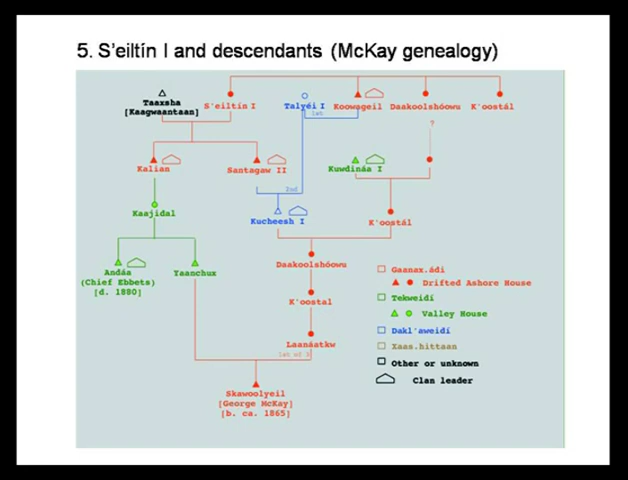 5. S'eiltín I and descendants (McKay genealogy)
Taaxsha
[Kaagwaantaan]
S'eiltín I
Talyéi I
1st
Koowageil
Daakoolshóowu
K'oostál
?
Kalian
Santagaw II
Kuwdináa I
2nd
Kaajidal
Kucheesh I
K'oostál
Andáa
(Chief Ebbets)
[d. 1880]
Yaanchux
Daakoolshóowu
K'oostal
Laanáatkw
1st of 3
Skawoolyeil
[George McKay]
[b. ca. 1865]
Gaanax.ádi
Drifted Ashore House
Tekweidí
Valley House
Dakl'aweidí
Xaas.hittaan
Other or unknown
Clan leader